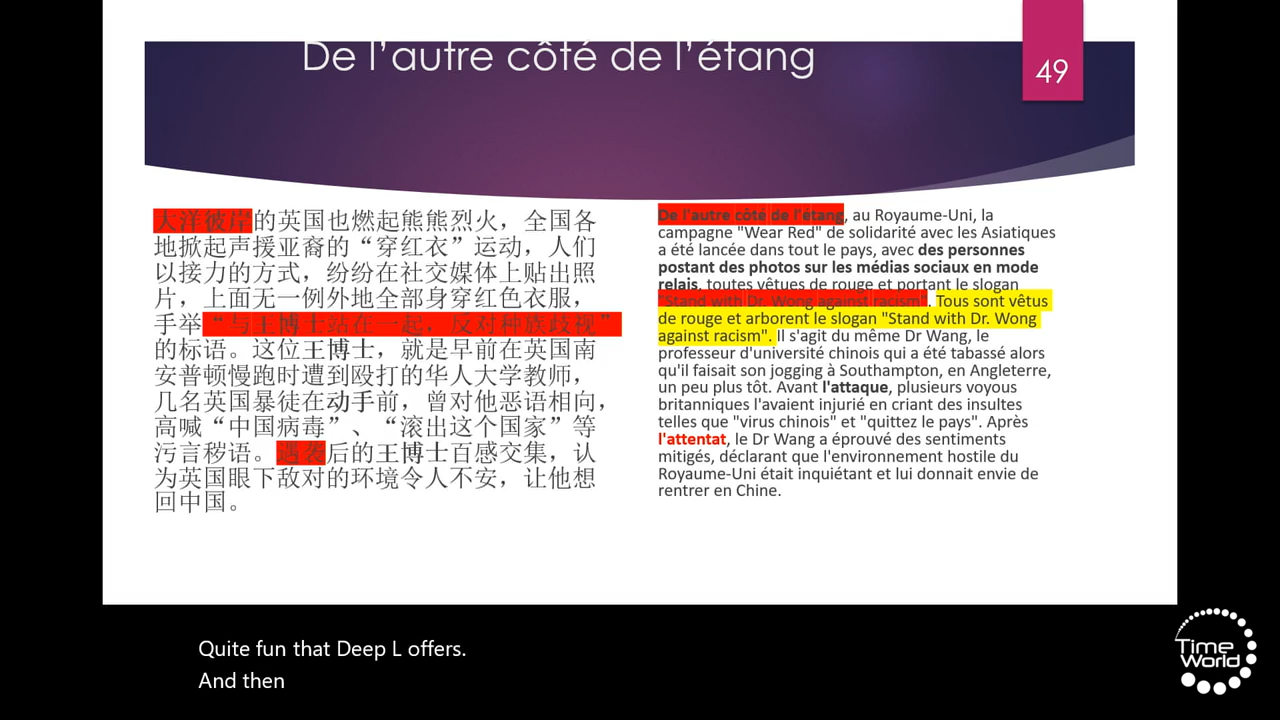 De l'autre côté de l'étang
49
大洋彼岸的英国也燃起熊熊烈火，全国各
地掀起声援亚裔的“穿红衣”运动，人们
以接力的方式，纷纷在社交媒体上贴出照
片，上面无一例外地全部身穿红色衣服，
手举“与王博士站在一起，反对种族歧视”
的标语。这位王博士，就是早前在英国南
安普顿慢跑时遭到殴打的华人大学教师，
几名英国暴徒在动手前，曾对他恶语相向，
高喊“中国病毒”、“滚出这个国家”等
污言秽语。遇袭后的王博士百感交集，认
为英国眼下敌对的环境令人不安，让他想
回中国。
De l'autre côté de l'étang, au Royaume-Uni, la
campagne "Wear Red" de solidarité avec les Asiatiques
a été lancée dans tout le pays, avec des personnes
postant des photos sur les médias sociaux en mode
relais, toutes vêtues de rouge et portant le slogan
"Stand with Dr. Wong against racism". Tous sont vêtus
de rouge et arborent le slogan "Stand with Dr. Wong
against racism". Il s'agit du même Dr Wang, le
professeur d'université chinois qui a été tabassé alors
qu'il faisait son jogging à Southampton, en Angleterre,
un peu plus tôt. Avant l'attaque, plusieurs voyous
britanniques l'avaient injurié en criant des insultes
telles que "virus chinois" et "quittez le pays". Après
l'attentat, le Dr Wang a éprouvé des sentiments
mitigés, déclarant que l'environnement hostile du
Royaume-Uni était inquiétant et lui donnait envie de
rentrer en Chine.
Quite fun that Deep L offers.
And then
Time
World